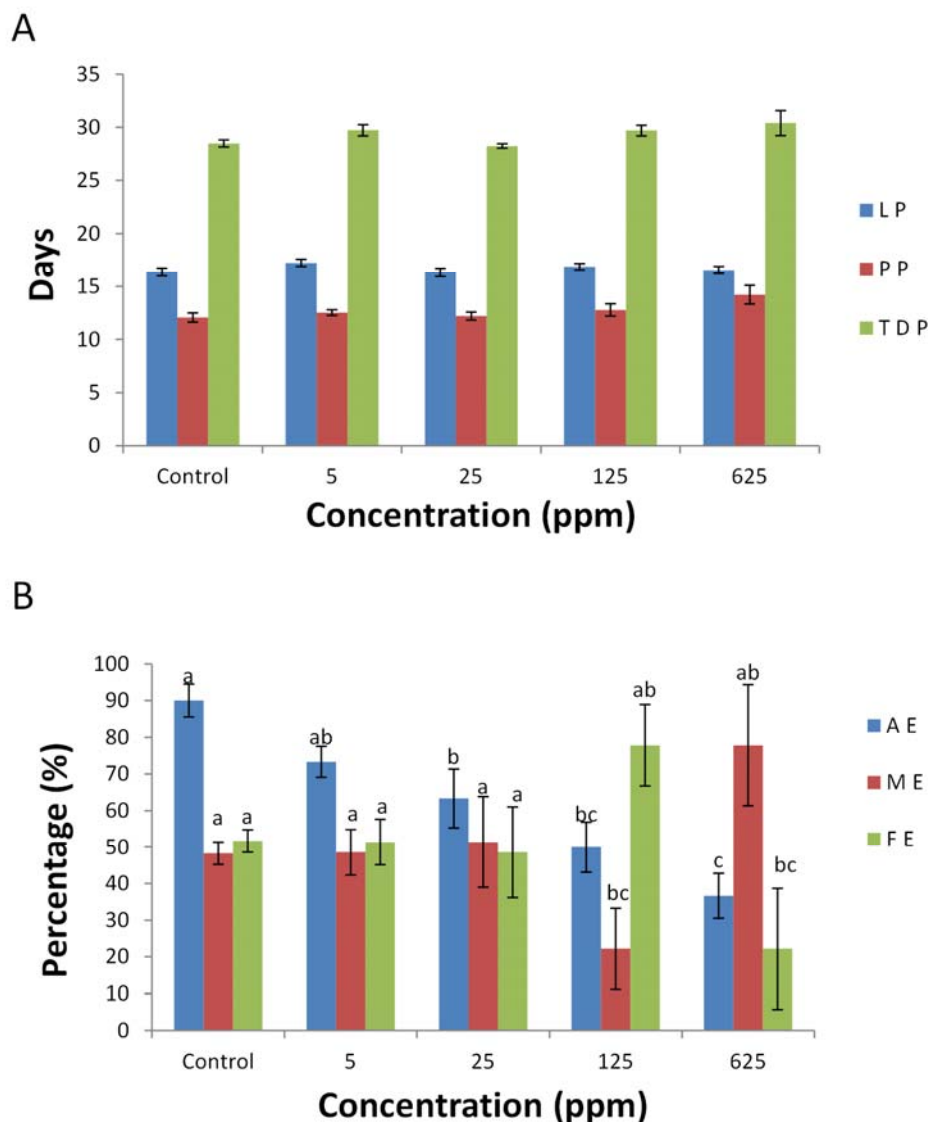 A
35
30
25
20
15
10
5
0
Days
Control 5 25 125 625
Concentration (ppm)
L P
P P
T D P
B
100
90
80
70
60
50
40
30
20
10
0
Percentage (%)
a a a
ab a a
b a a
bc bc ab
c ab bc
Control 5 25 125 625
Concentration (ppm)
A E
M E
F E